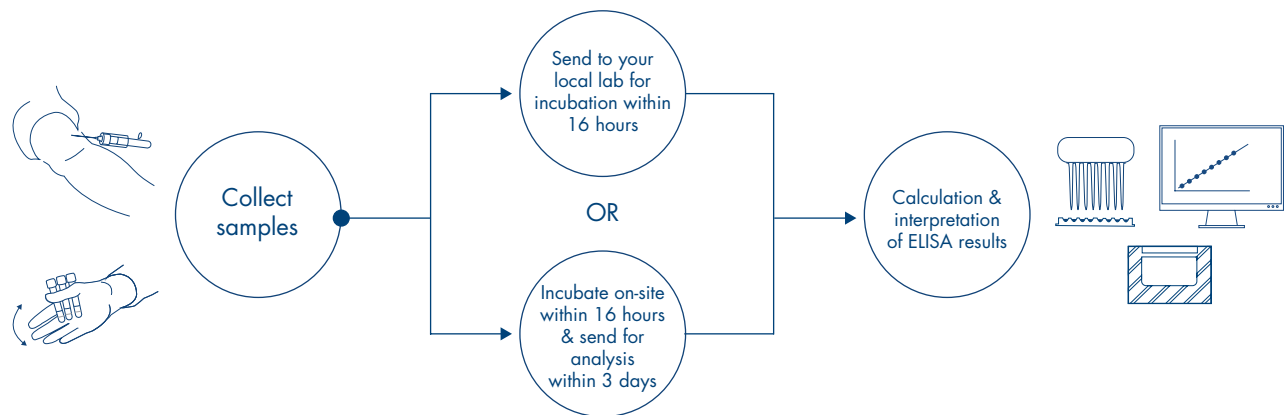 Collect
samples
Send to your
local lab for
incubation within
16 hours
OR
Incubate on-site
within 16 hours
& send for
analysis
within 3 days
Calculation &
interpretation
of ELISA results